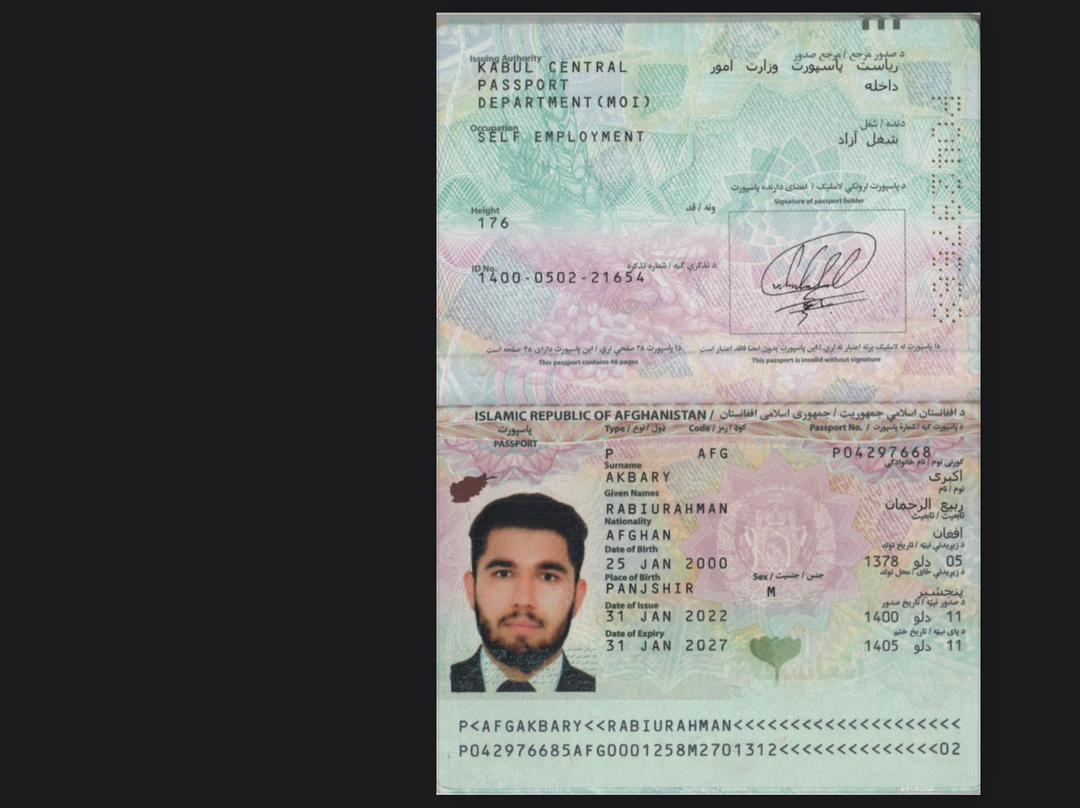 Issuing Authority
د صدور مرجع / مرجع صدور
KABUL CENTRAL
ریاست پاسپورت وزارت امور
PASSPORT
داخله
DEPARTMENT(MOI)
Occupation
دنده / شغل
SELF EMPLOYMENT
شغل آزاد
د پاسپورت لرونکي لاسلیک / امضای دارنده پاسپورت
Signature of passport holder
Height
ونه / قد
176
ID No.
د تذکرې ګڼه / شماره تذکره
1400-0502-21654
دا پاسپورت ۴۸ صفحې لري / این پاسپورت دارای ۴۸ صفحه است
دا پاسپورت له لاسلیک پرته اعتبار نه لري / این پاسپورت بدون امضا فاقد اعتبار است
This passport contains 48 pages
This passport is invalid without signature
ISLAMIC REPUBLIC OF AFGHANISTAN / د افغانستان اسلامي جمهوریت / جمهوری اسلامی افغانستان
پاسپورت
PASSPORT
Type / ډول / نوع
Code / کوډ / رمز
Passport No. / د پاسپورت ګڼه / شمارۀ پاسپورت
P AFG P04297668
Surname
کورنی نوم / نام خانوادگی
AKBARY
اکبری
Given Names
نوم / نام
RABIURAHMAN
ربیع الرحمان
Nationality
تابعیت / تابعیت
AFGHAN
افغان
Date of Birth
د زېږېدنې نېټه / تاریخ تولد
25 JAN 2000
05 دلو 1378
Place of Birth
Sex / جنس / جنسیت
د زېږېدنې ځای / محل تولد
PANJSHIR
M
پنجشیر
Date of Issue
د صدور نېټه / تاریخ صدور
31 JAN 2022
11 دلو 1400
Date of Expiry
د پای نېټه / تاریخ ختم
31 JAN 2027
11 دلو 1405
P<AFGAKBARY<<RABIURAHMAN<<<<<<<<<<<<<<<<<<<<
P042976685AFG0001258M2701312<<<<<<<<<<<<<<02